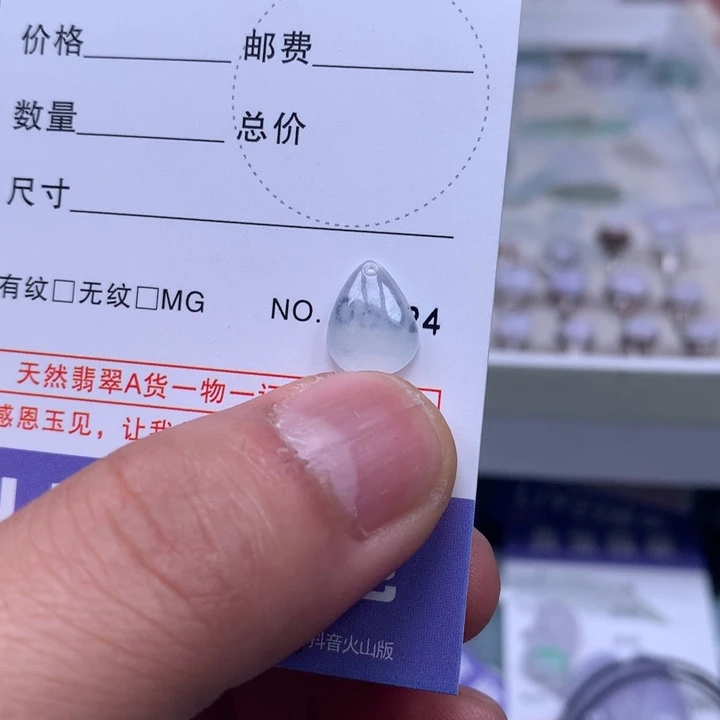 价格 邮费
数量 总价
尺寸
有纹□无纹□MG NO. 24
天然翡翠A货一物一
感恩玉见，让我
抖音火山版